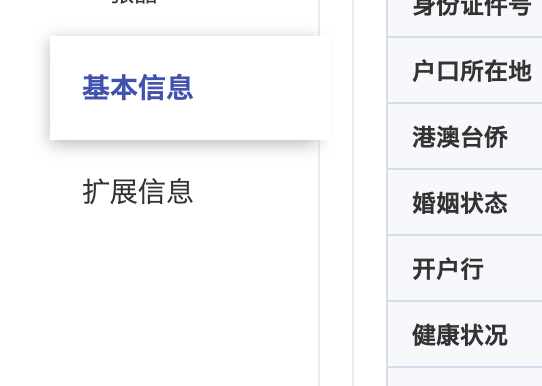 基本信息
扩展信息
身份证件号
户口所在地
港澳台侨
婚姻状态
开户行
健康状况